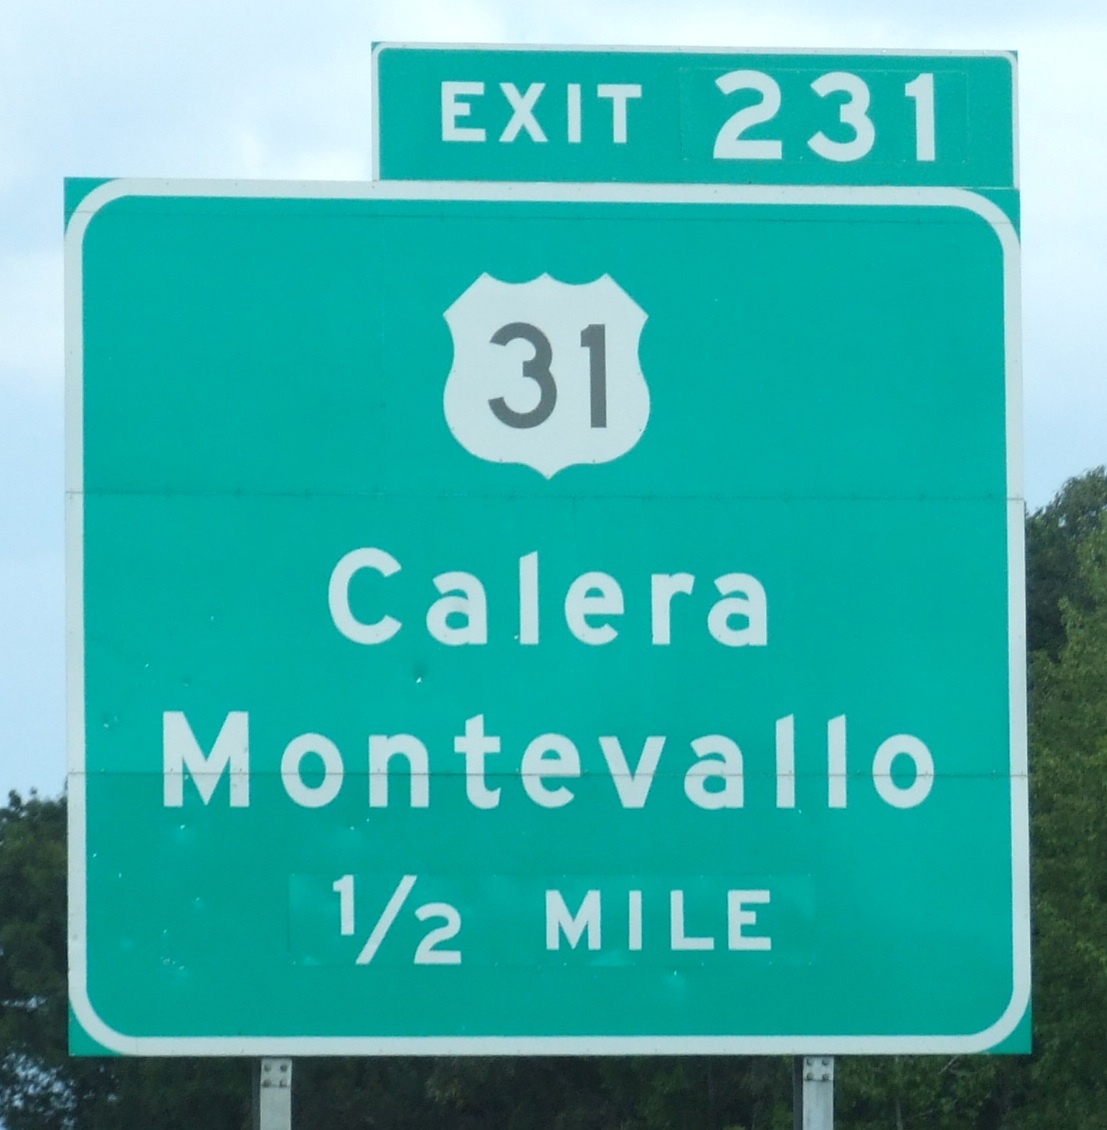 EXIT 231
31
Calera
Montevallo
1/2 MILE